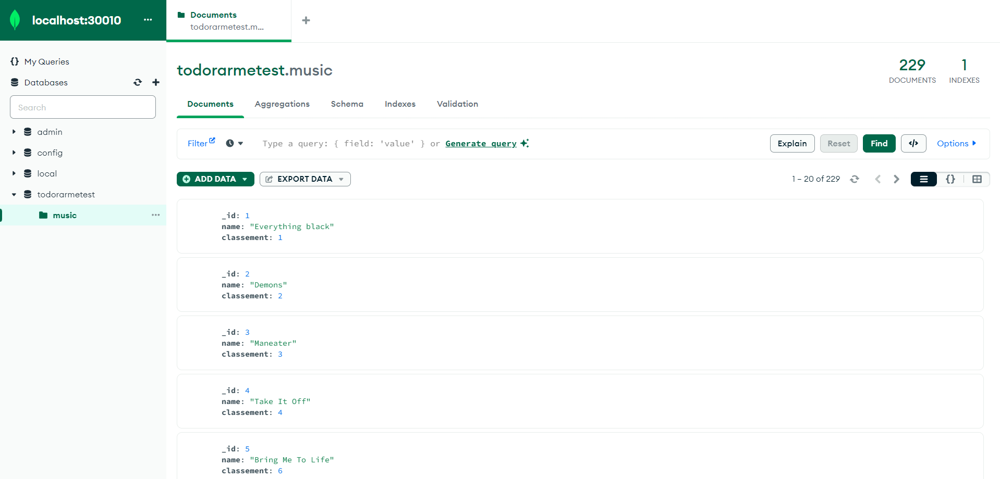 localhost:30010
Documents
todorarmetest.m...
My Queries
Databases
Search
admin
config
local
todorarmetest
music
todorarmetest.music
229
DOCUMENTS
1
INDEXES
Documents Aggregations Schema Indexes Validation
Filter Type a query: { field: 'value' } or Generate query Explain Reset Find </> Options
ADD DATA EXPORT DATA 1 – 20 of 229 {}
_id: 1
name: "Everything black"
classement: 1
_id: 2
name: "Demons"
classement: 2
_id: 3
name: "Maneater"
classement: 3
_id: 4
name: "Take It Off"
classement: 4
_id: 5
name: "Bring Me To Life"
classement: 6